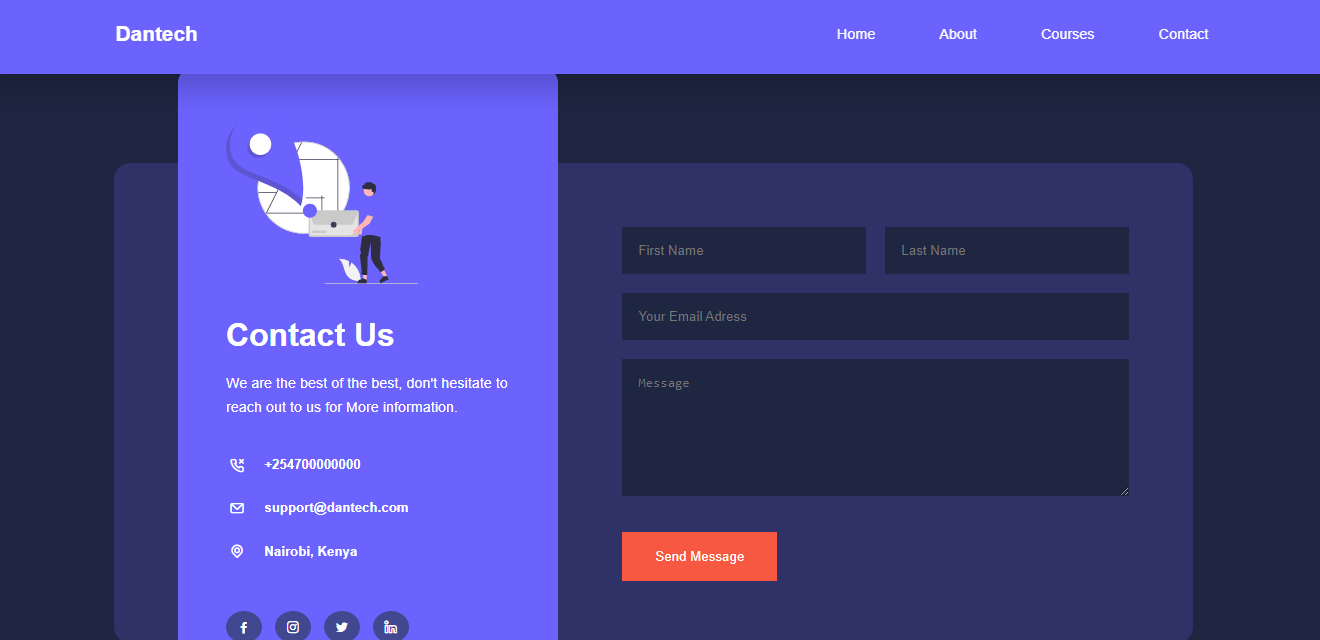 Dantech
Home
About
Courses
Contact
Contact Us
We are the best of the best, don't hesitate to
reach out to us for More information.
+254700000000
support@dantech.com
Nairobi, Kenya
First Name
Last Name
Your Email Adress
Message
Send Message